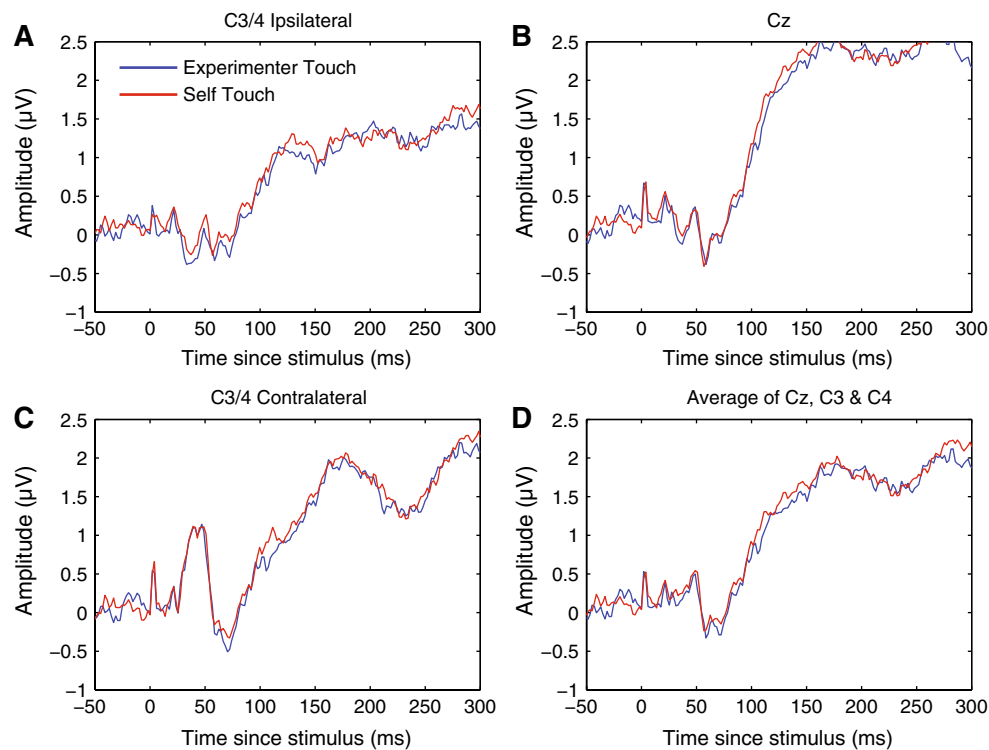 A
C3/4 Ipsilateral
Experimenter Touch
Self Touch
Amplitude (µV)
2.5
2
1.5
1
0.5
0
−0.5
−1
−50 0 50 100 150 200 250 300
Time since stimulus (ms)
B
Cz
Amplitude (µV)
2.5
2
1.5
1
0.5
0
−0.5
−1
−50 0 50 100 150 200 250 300
Time since stimulus (ms)
C
C3/4 Contralateral
Amplitude (µV)
2.5
2
1.5
1
0.5
0
−0.5
−1
−50 0 50 100 150 200 250 300
Time since stimulus (ms)
D
Average of Cz, C3 & C4
Amplitude (µV)
2.5
2
1.5
1
0.5
0
−0.5
−1
−50 0 50 100 150 200 250 300
Time since stimulus (ms)